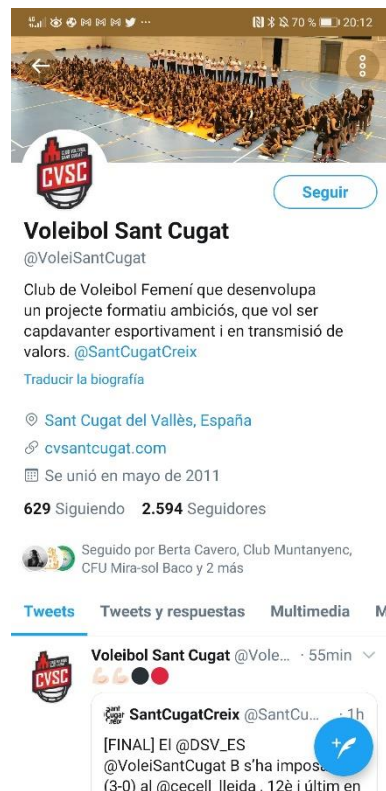 70 % 20:12
CVSC
Seguir
Voleibol Sant Cugat
@VoleiSantCugat
Club de Voleibol Femení que desenvolupa
un projecte formatiu ambiciós, que vol ser
capdavanter esportivament i en transmisió de
valors. @SantCugatCreix
Traducir la biografía
Sant Cugat del Vallès, España
cvsantcugat.com
Se unió en mayo de 2011
629 Siguiendo 2.594 Seguidores
Seguido por Berta Cavero, Club Muntanyenc,
CFU Mira-sol Baco y 2 más
Tweets Tweets y respuestas Multimedia M
Voleibol Sant Cugat @Vole... · 55min
CVSC
SantCugatCreix @SantCu... · 1h
[FINAL] El @DSV_ES
@VoleiSantCugat B s'ha imposa
(3-0) al @cecell_lleida , 12è i últim en